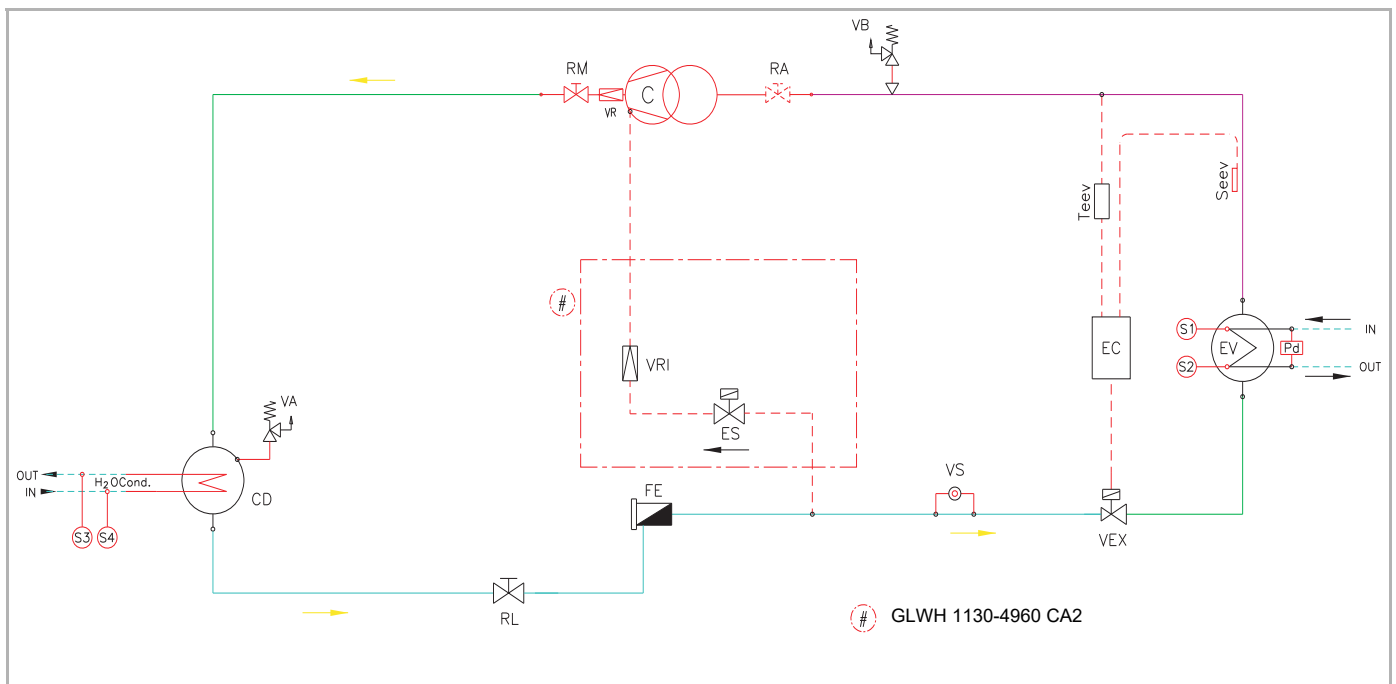 VB
RM
C
RA
VR
Teev
Seev
#
S1
EV
Pd
IN
S2
OUT
EC
VRI
ES
VA
OUT
H2OCond.
IN
CD
S3
S4
FE
VS
VEX
RL
# GLWH 1130-4960 CA2